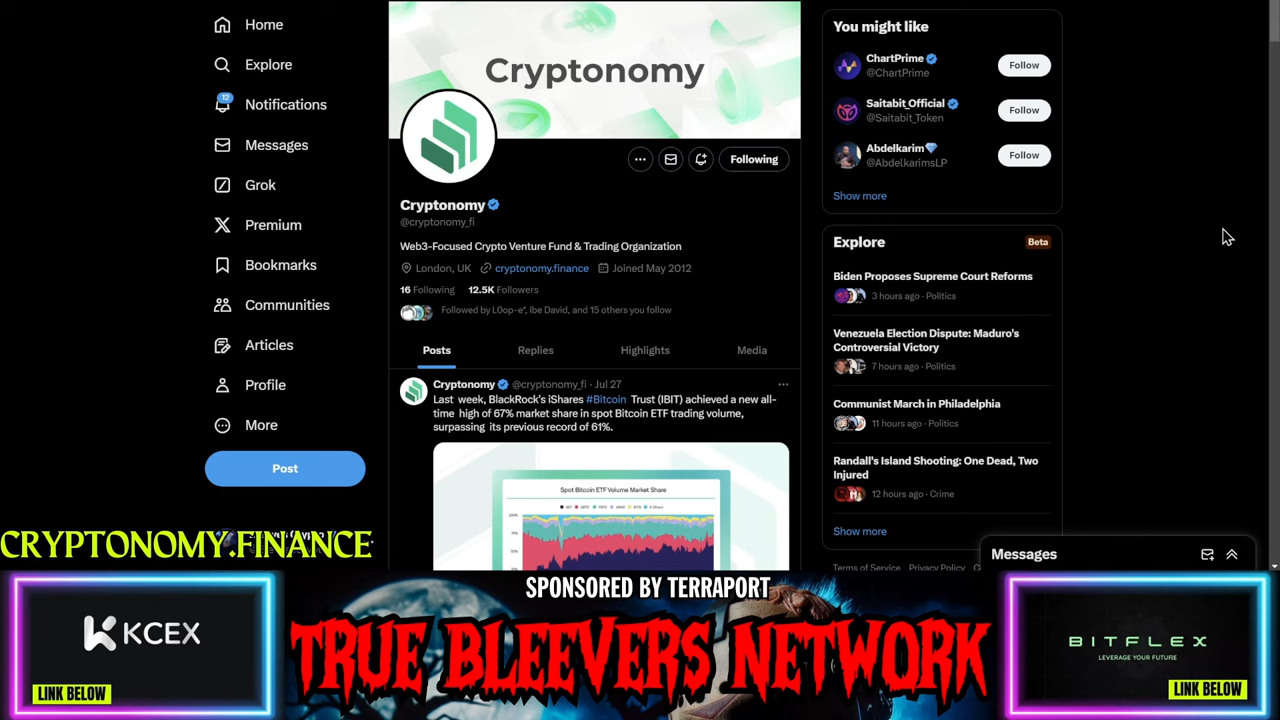 Home
Explore
12
Notifications
Messages
Grok
Premium
Bookmarks
Communities
Articles
Profile
More
Post
Cryptonomy
Following
Cryptonomy
@cryptonomy_fi
Web3-Focused Crypto Venture Fund & Trading Organization
London, UK cryptonomy.finance Joined May 2012
16 Following 12.5K Followers
Followed by L0op-e', Ibe David, and 15 others you follow
Posts Replies Highlights Media
Cryptonomy @cryptonomy_fi · Jul 27
Last week, BlackRock's iShares #Bitcoin Trust (IBIT) achieved a new all-
time high of 67% market share in spot Bitcoin ETF trading volume,
surpassing its previous record of 61%.
Spot Bitcoin ETF Volume Market Share
You might like
ChartPrime
@ChartPrime
Follow
Saitabit_Official
@Saitabit_Token
Follow
Abdelkarim
@AbdelkarimsLP
Follow
Show more
Explore
Beta
Biden Proposes Supreme Court Reforms
3 hours ago · Politics
Venezuela Election Dispute: Maduro's
Controversial Victory
7 hours ago · Politics
Communist March in Philadelphia
11 hours ago · Politics
Randall's Island Shooting: One Dead, Two
Injured
12 hours ago · Crime
Show more
Terms of Service Privacy Policy
Messages
CRYPTONOMY.FINANCE
SPONSORED BY TERRAPORT
TRUE BLEEVERS NETWORK
KCEX
LINK BELOW
BITFLEX
LEVERAGE YOUR FUTURE
LINK BELOW